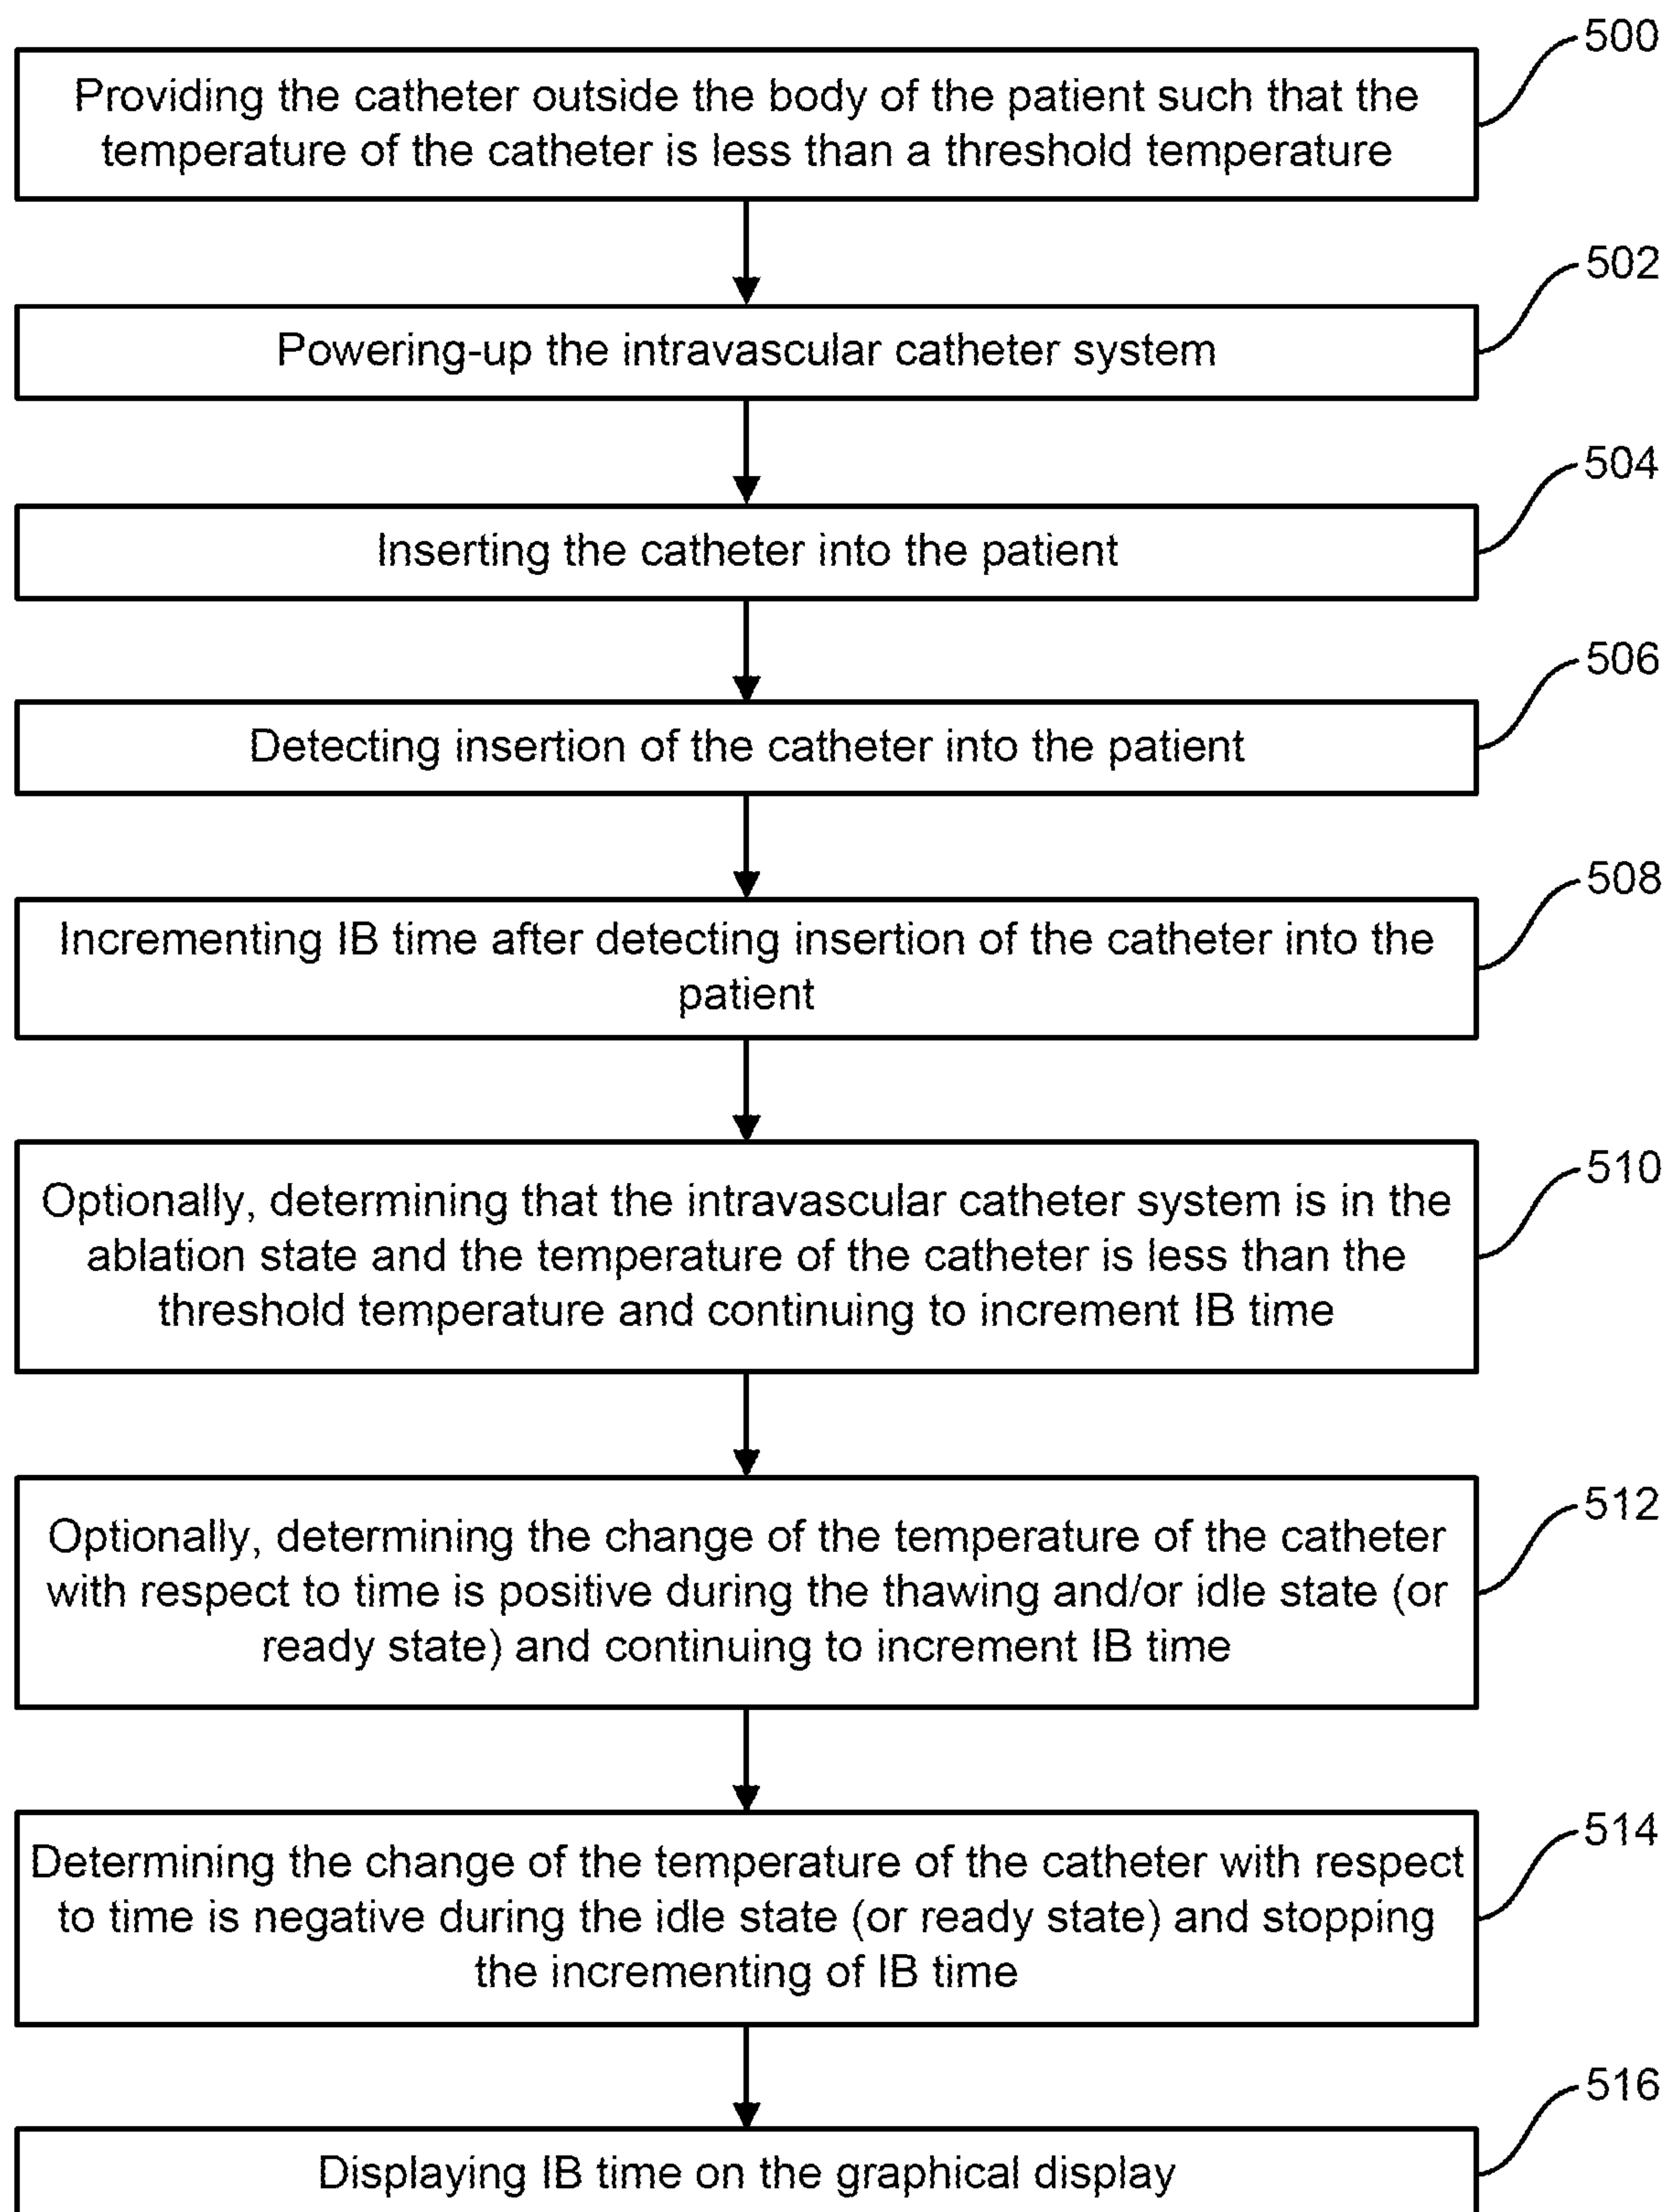 500
Providing the catheter outside the body of the patient such that the
temperature of the catheter is less than a threshold temperature
502
Powering-up the intravascular catheter system
504
Inserting the catheter into the patient
506
Detecting insertion of the catheter into the patient
508
Incrementing IB time after detecting insertion of the catheter into the
patient
510
Optionally, determining that the intravascular catheter system is in the
ablation state and the temperature of the catheter is less than the
threshold temperature and continuing to increment IB time
512
Optionally, determining the change of the temperature of the catheter
with respect to time is positive during the thawing and/or idle state (or
ready state) and continuing to increment IB time
514
Determining the change of the temperature of the catheter with respect
to time is negative during the idle state (or ready state) and stopping
the incrementing of IB time
516
Displaying IB time on the graphical display